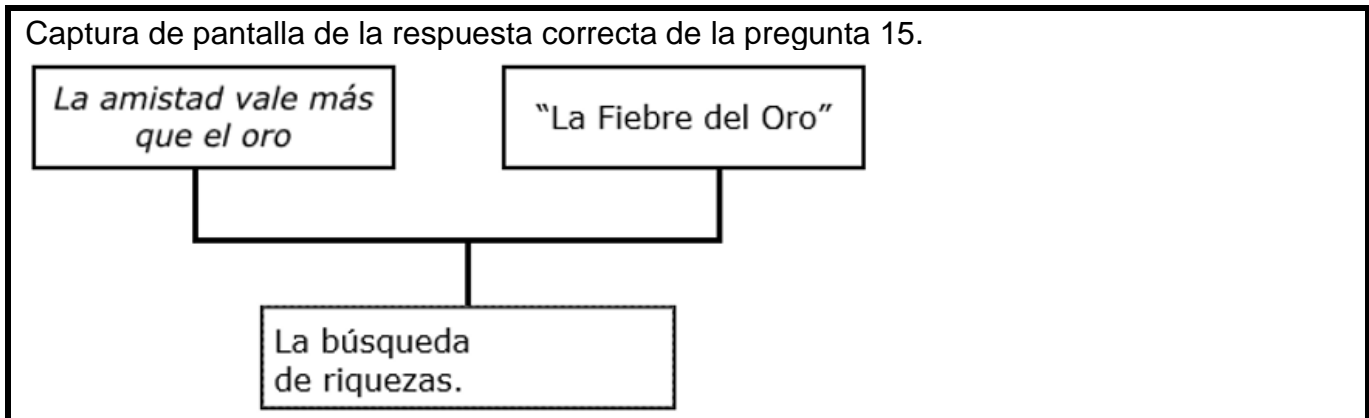 Captura de pantalla de la respuesta correcta de la pregunta 15.
La amistad vale más
que el oro
“La Fiebre del Oro”
La búsqueda
de riquezas.